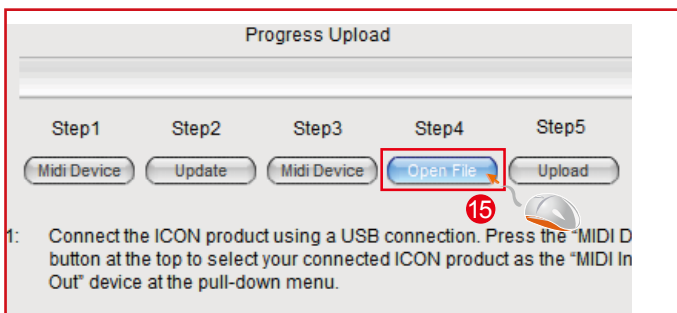 Progress Upload
Step1 Step2 Step3 Step4 Step5
Midi Device Update Midi Device Open File Upload
15
1: Connect the ICON product using a USB connection. Press the “MIDI D
button at the top to select your connected ICON product as the “MIDI In
Out” device at the pull-down menu.